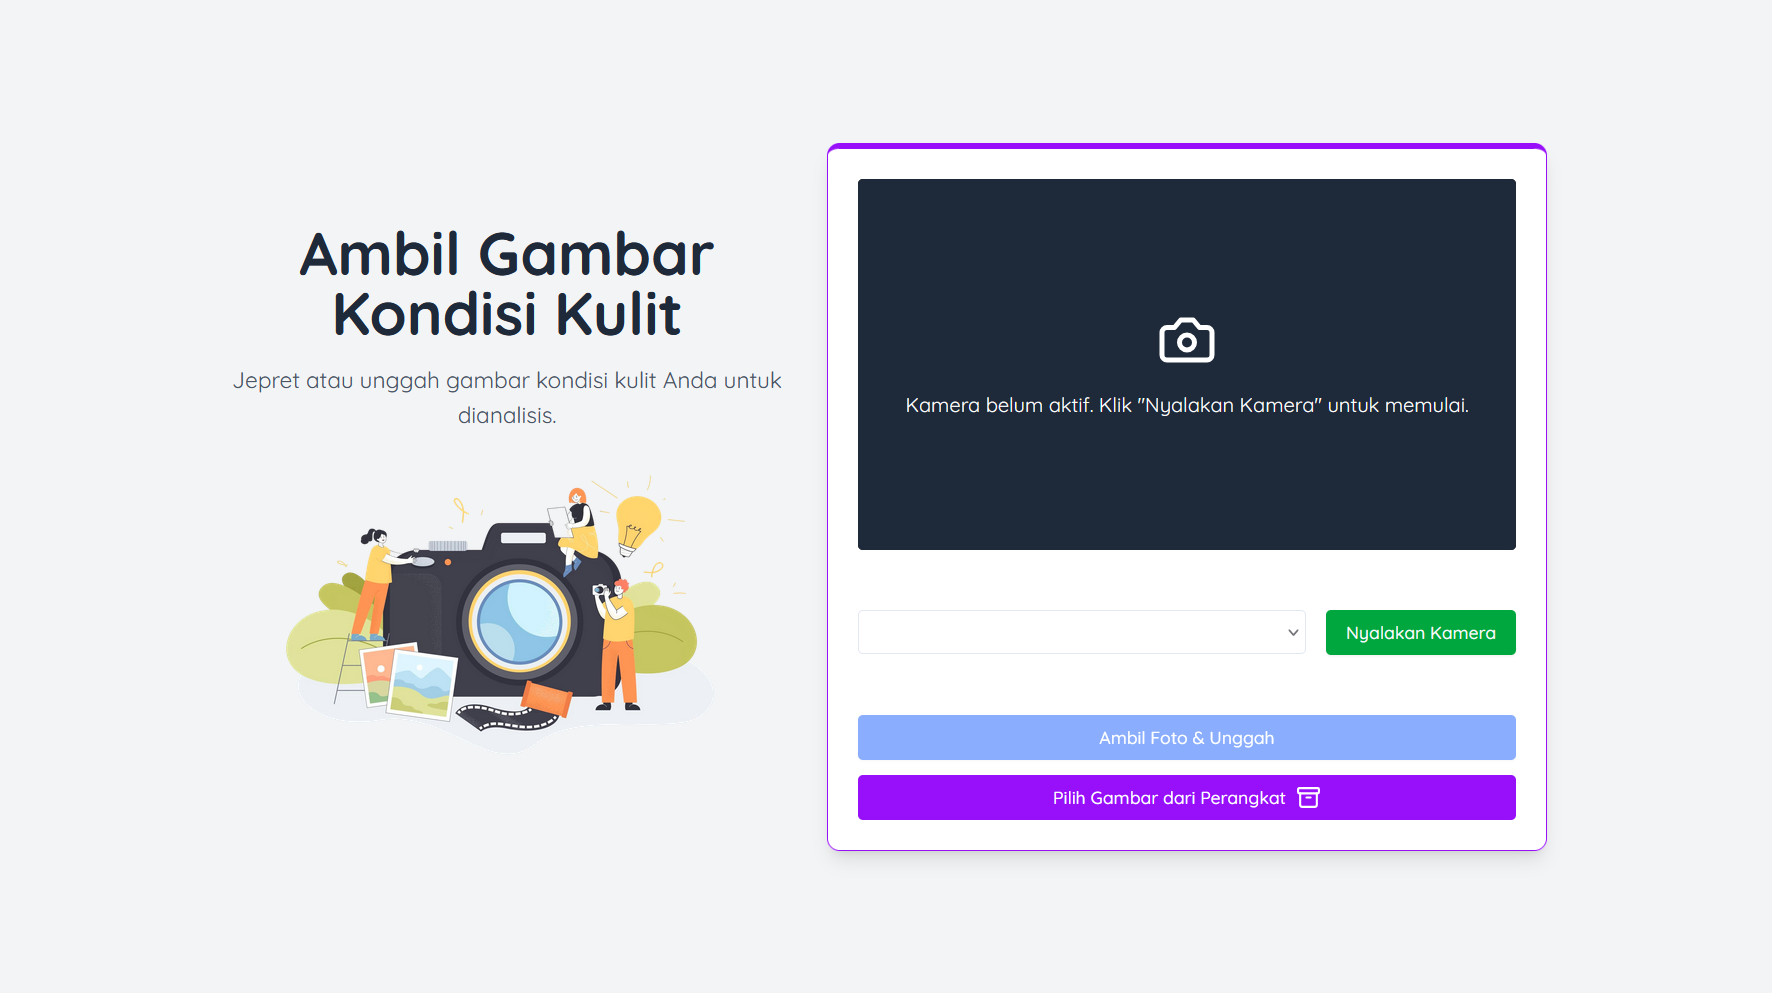 Ambil Gambar
Kondisi Kulit
Jepret atau unggah gambar kondisi kulit Anda untuk
dianalisis.
Kamera belum aktif. Klik "Nyalakan Kamera" untuk memulai.
Nyalakan Kamera
Ambil Foto & Unggah
Pilih Gambar dari Perangkat